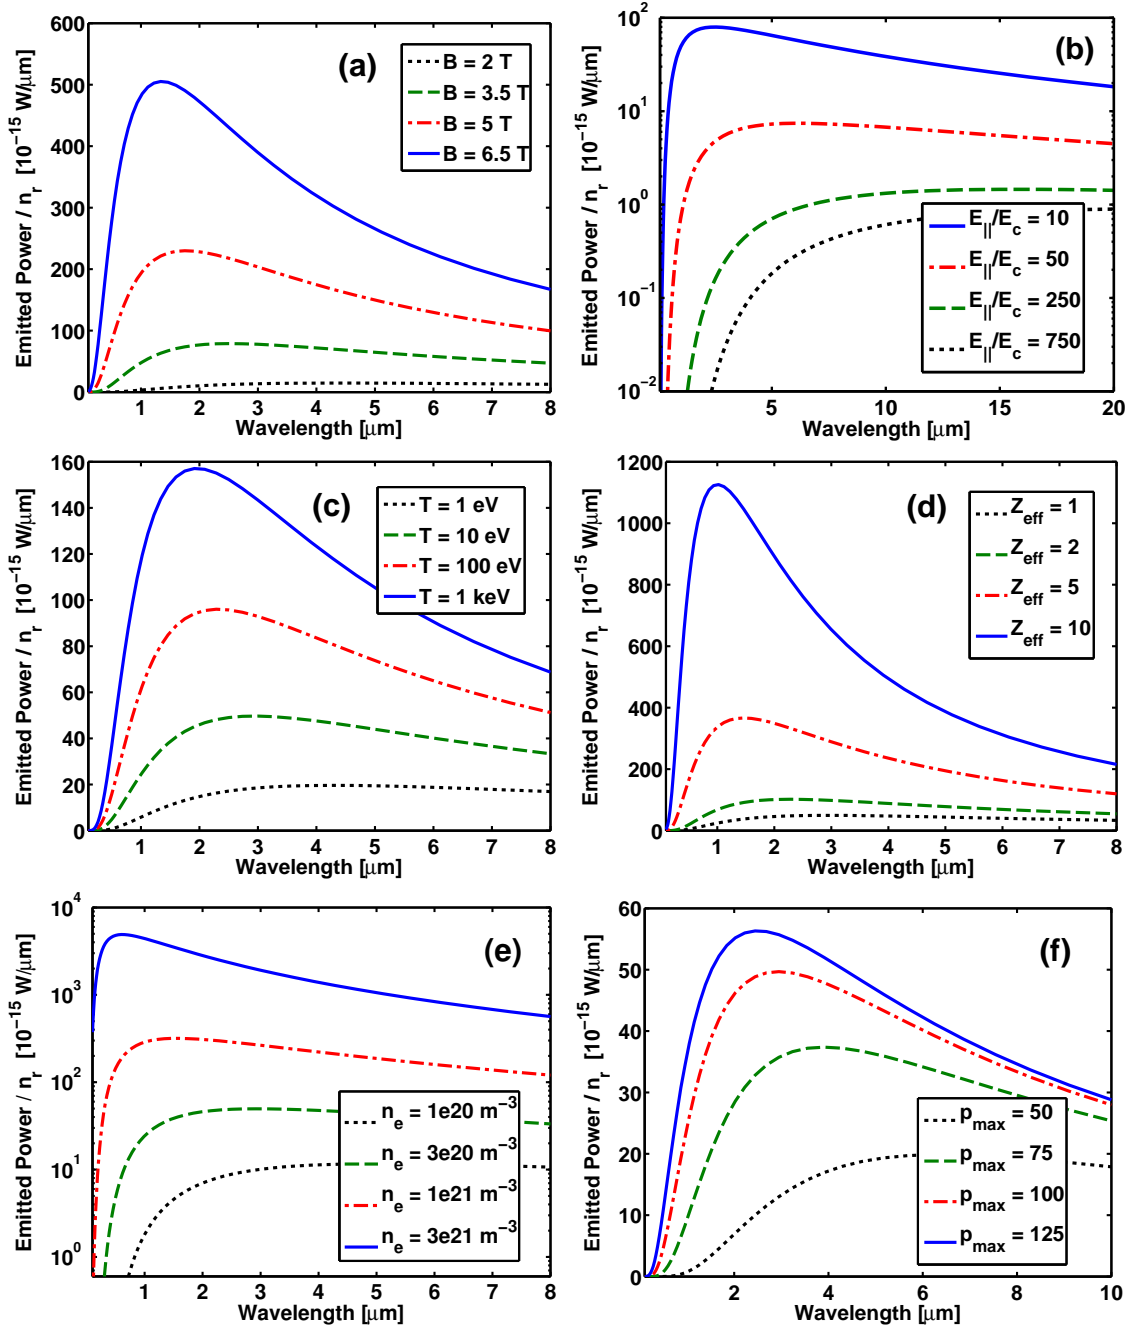 (a)
B = 2 T
B = 3.5 T
B = 5 T
B = 6.5 T
600
500
400
300
200
100
0
1 2 3 4 5 6 7 8
Wavelength [μm]
Emitted Power / n_r [10^−15 W/μm]
(b)
E_||/E_c = 10
E_||/E_c = 50
E_||/E_c = 250
E_||/E_c = 750
10^2
10^1
10^0
10^−1
10^−2
5 10 15 20
Wavelength [μm]
Emitted Power / n_r [10^−15 W/μm]
(c)
T = 1 eV
T = 10 eV
T = 100 eV
T = 1 keV
160
140
120
100
80
60
40
20
0
1 2 3 4 5 6 7 8
Wavelength [μm]
Emitted Power / n_r [10^−15 W/μm]
(d)
Z_eff = 1
Z_eff = 2
Z_eff = 5
Z_eff = 10
1200
1000
800
600
400
200
0
1 2 3 4 5 6 7 8
Wavelength [μm]
Emitted Power / n_r [10^−15 W/μm]
(e)
n_e = 1e20 m^−3
n_e = 3e20 m^−3
n_e = 1e21 m^−3
n_e = 3e21 m^−3
10^4
10^3
10^2
10^1
10^0
1 2 3 4 5 6 7 8
Wavelength [μm]
Emitted Power / n_r [10^−15 W/μm]
(f)
p_max = 50
p_max = 75
p_max = 100
p_max = 125
60
50
40
30
20
10
0
2 4 6 8 10
Wavelength [μm]
Emitted Power / n_r [10^−15 W/μm]